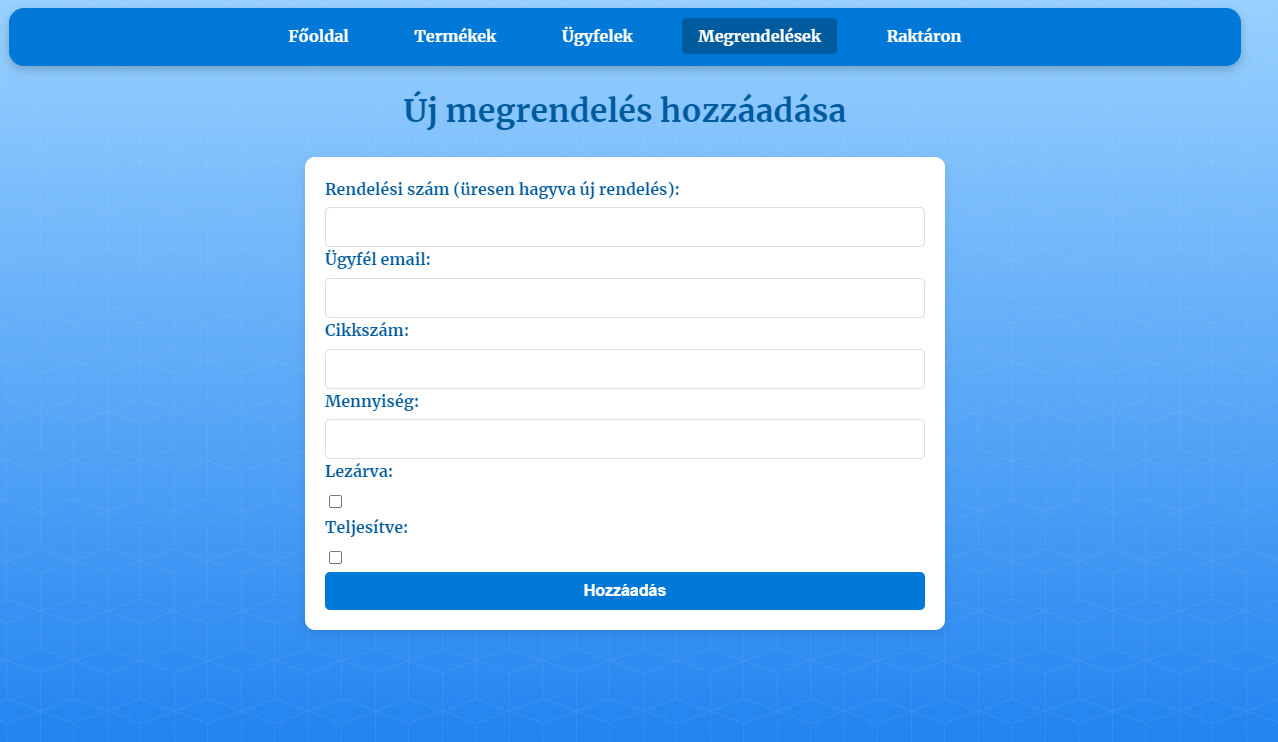 Főoldal Termékek Ügyfelek Megrendelések Raktáron
Új megrendelés hozzáadása
Rendelési szám (üresen hagyva új rendelés):
Ügyfél email:
Cikkszám:
Mennyiség:
Lezárva:
Teljesítve:
Hozzáadás